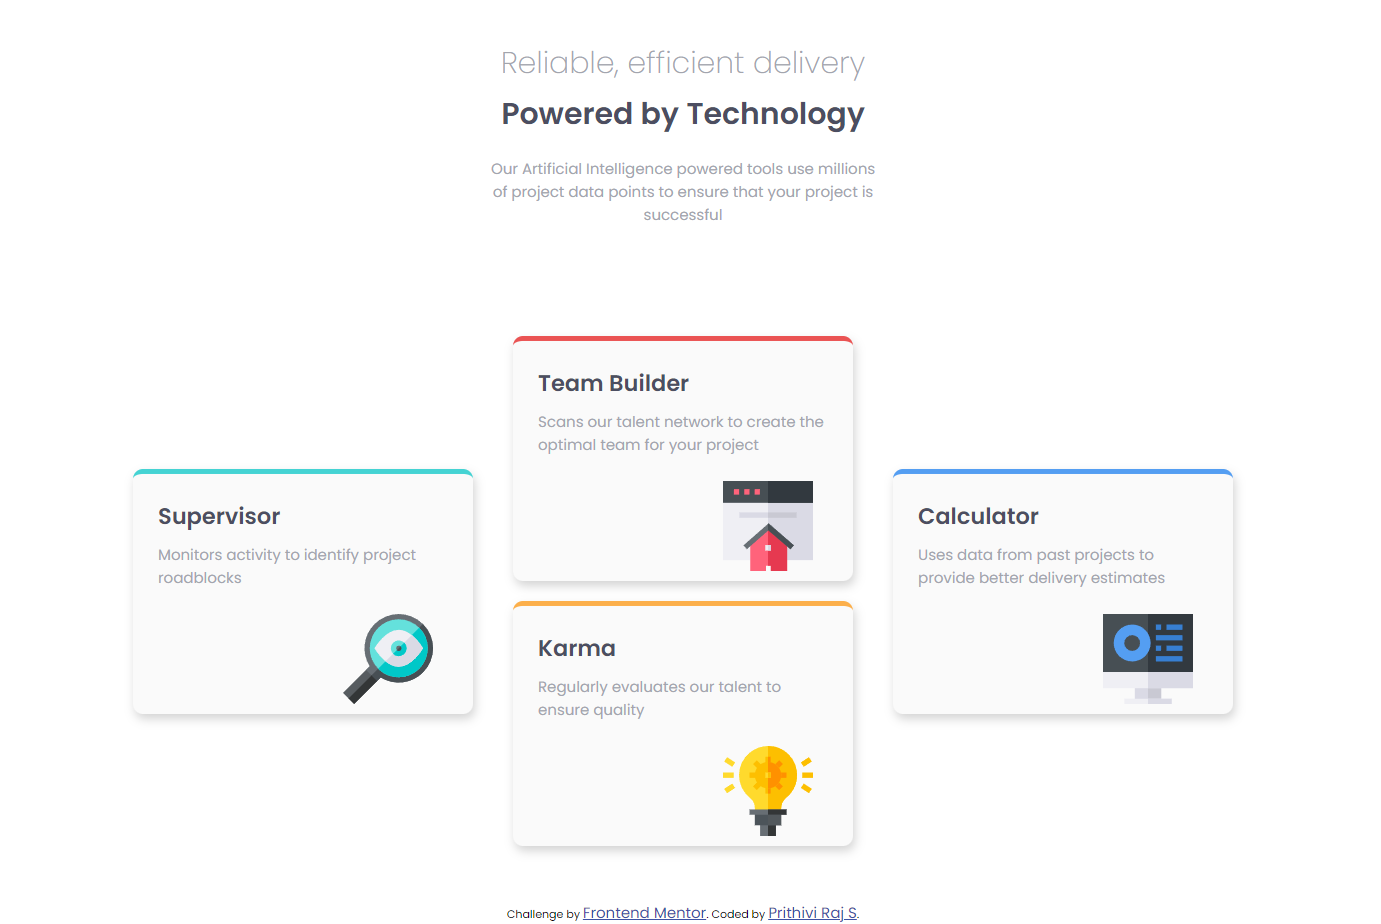 Reliable, efficient delivery
Powered by Technology
Our Artificial Intelligence powered tools use millions
of project data points to ensure that your project is
successful
Supervisor
Monitors activity to identify project
roadblocks
Team Builder
Scans our talent network to create the
optimal team for your project
Karma
Regularly evaluates our talent to
ensure quality
Calculator
Uses data from past projects to
provide better delivery estimates
Challenge by Frontend Mentor. Coded by Prithivi Raj S.